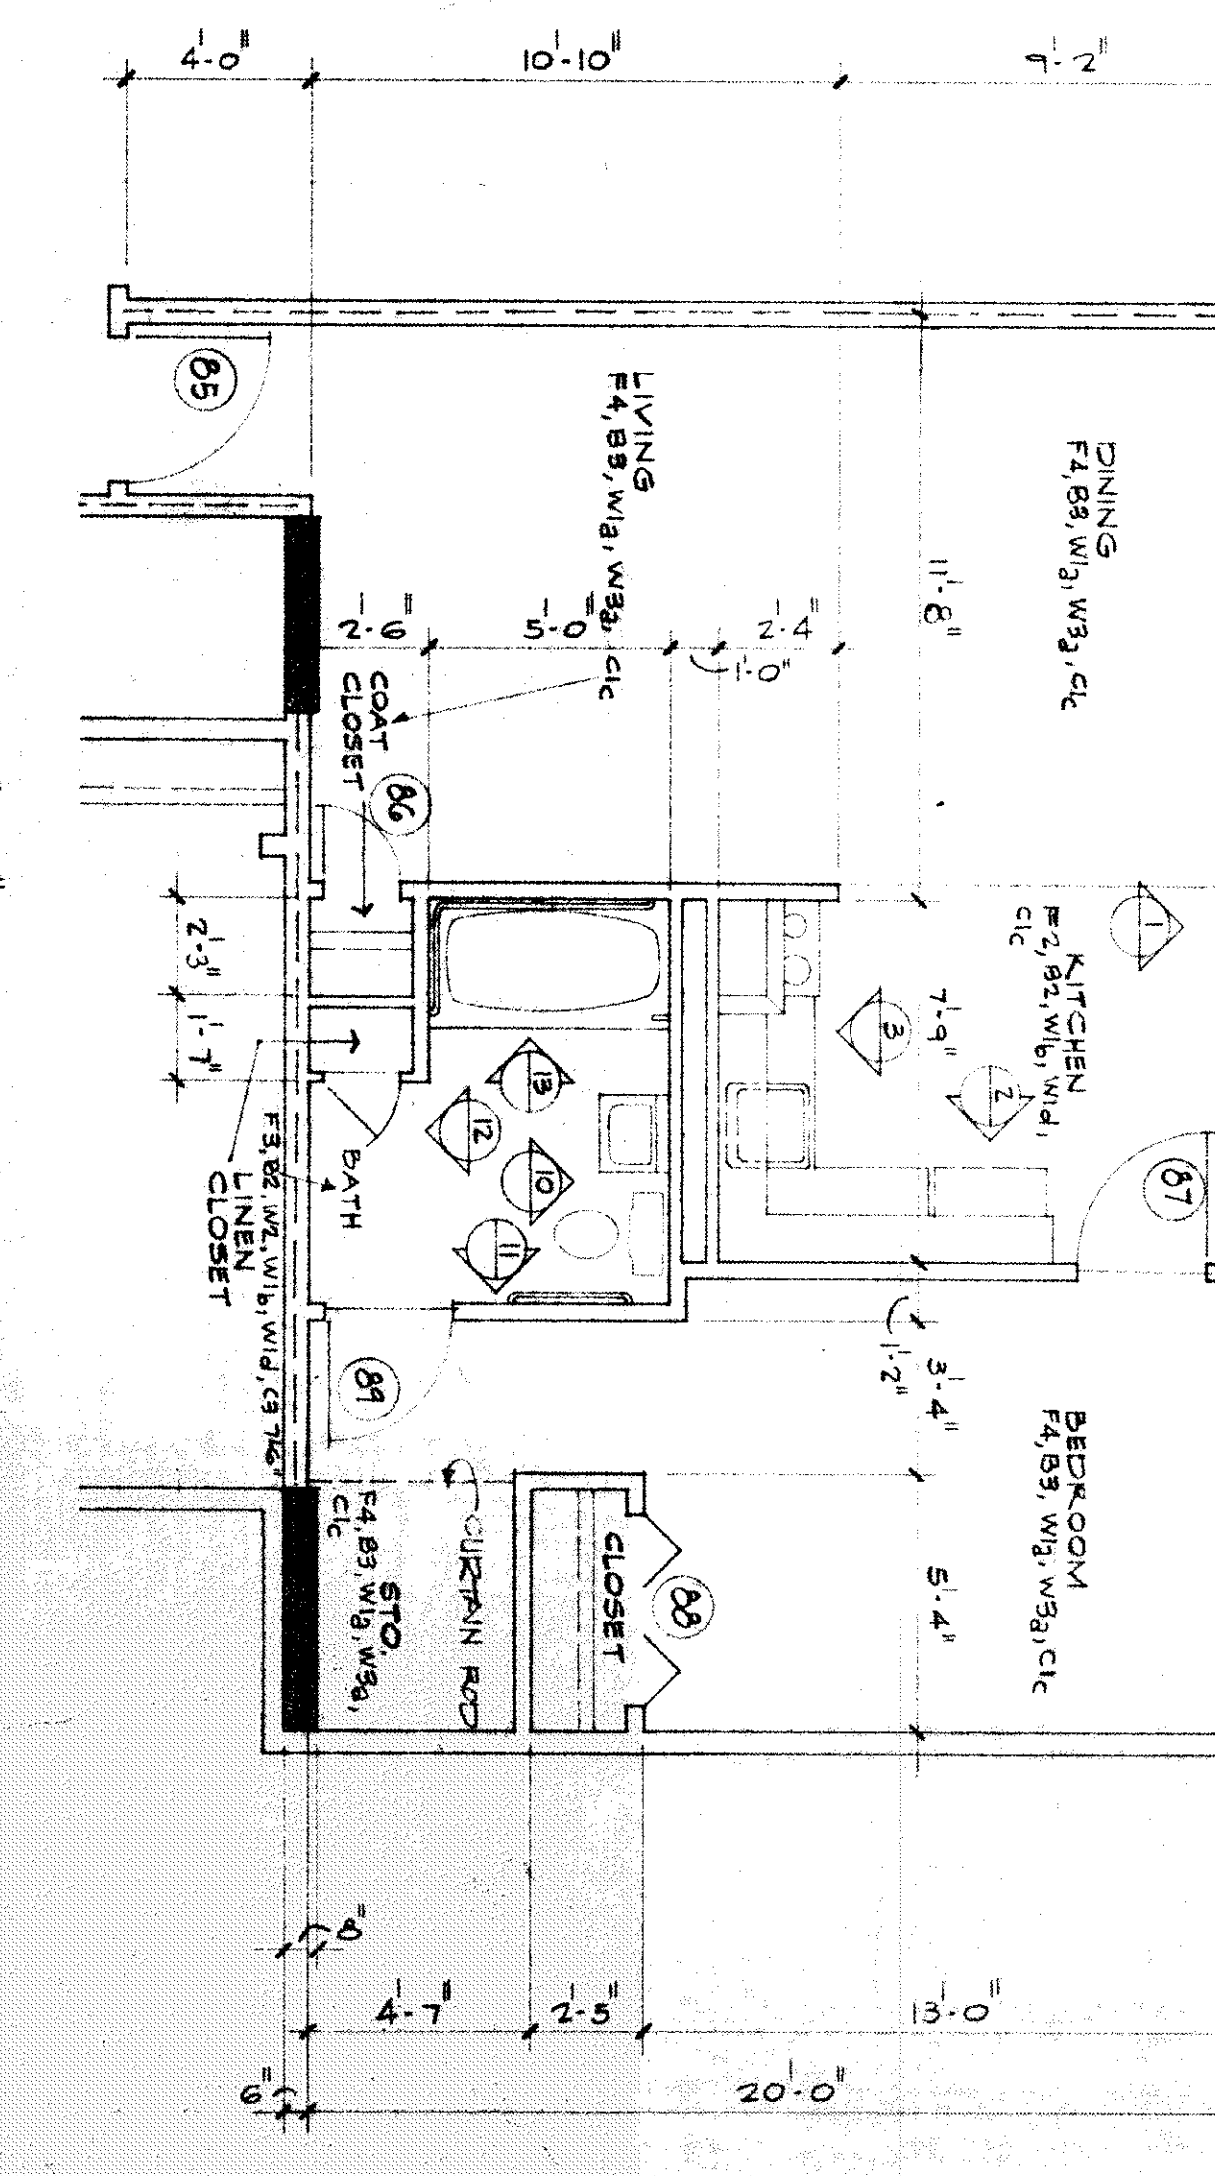 4'-0"
10'-10"
9'-2"
85
LIVING
F4, B3, W1a, W3a, C1c
DINING
F4, B3, W1a, W3a, C1c
11'-8"
2'-6"
5'-0"
1'-0"
2'-4"
COAT
CLOSET
86
2'-3"
1'-7"
KITCHEN
F2, B2, W1b, W1d,
C1c
1
2
3
7'-9"
87
13
12
10
11
BATH
F3, B2, W2, W1b, W1d, C3 7'6"
LINEN
CLOSET
89
1'-2"
3'-4"
5'-4"
BEDROOM
F4, B3, W1a, W3a, C1c
STO.
F4, B3, W1a, W3a,
C1c
CURTAIN ROD
CLOSET
88
8"
4'-7"
2'-5"
13'-0"
6"
20'-0"